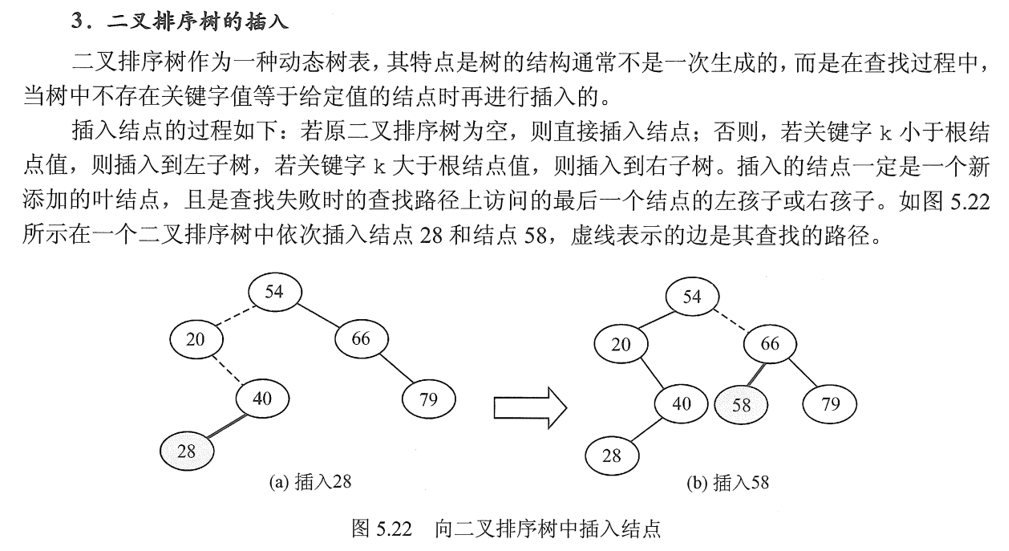 3．二叉排序树的插入
二叉排序树作为一种动态树表，其特点是树的结构通常不是一次生成的，而是在查找过程中，
当树中不存在关键字值等于给定值的结点时再进行插入的。
插入结点的过程如下：若原二叉排序树为空，则直接插入结点；否则，若关键字 k 小于根结
点值，则插入到左子树，若关键字 k 大于根结点值，则插入到右子树。插入的结点一定是一个新
添加的叶结点，且是查找失败时的查找路径上访问的最后一个结点的左孩子或右孩子。如图 5.22
所示在一个二叉排序树中依次插入结点 28 和结点 58，虚线表示的边是其查找的路径。
54
20
66
40
79
28
(a) 插入28
54
20
66
40
58
79
28
(b) 插入58
图 5.22 向二叉排序树中插入结点